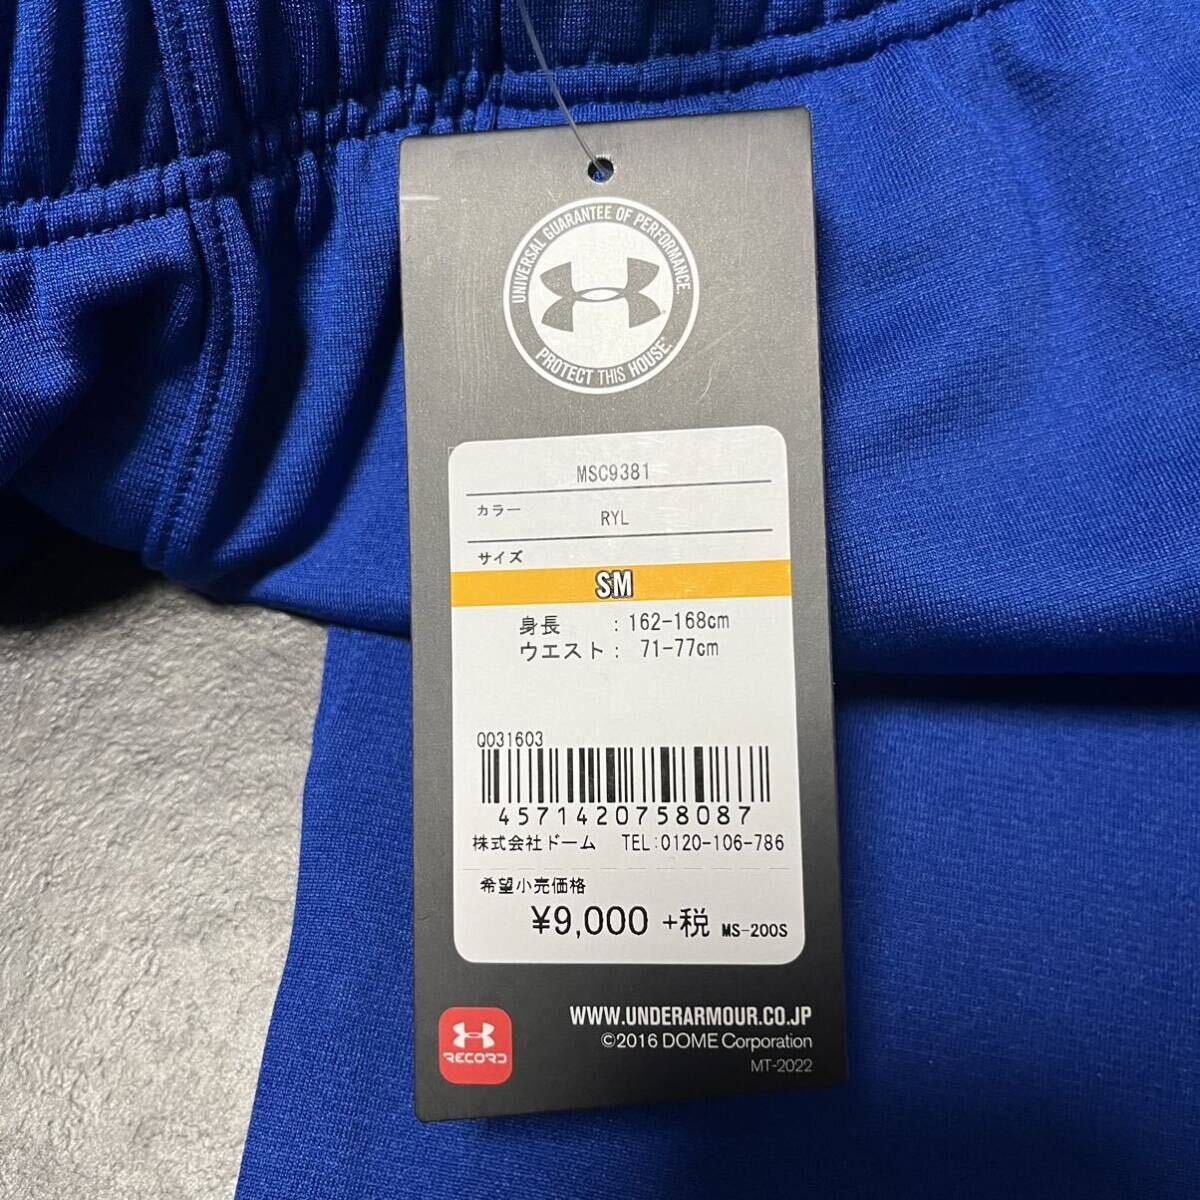 UNIVERSAL GUARANTEE OF PERFORMANCE.
PROTECT THIS HOUSE.
MSC9381
カラー RYL
サイズ
SM
身長 : 162-168cm
ウエスト : 71-77cm
Q031603
4571420758087
株式会社ドーム TEL:0120-106-786
希望小売価格
¥9,000 +税 MS-200S
WWW.UNDERARMOUR.CO.JP
©2016 DOME Corporation
MT-2022
RECORD